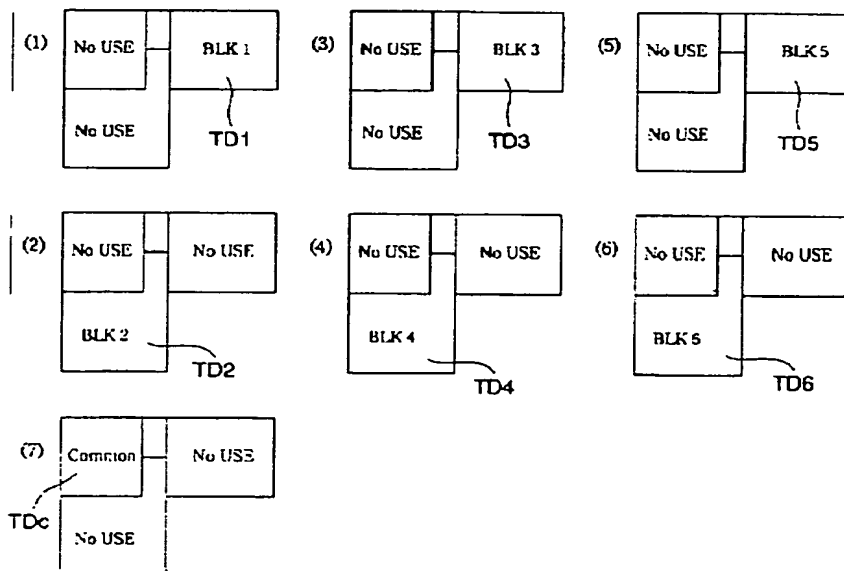 (1) No USE BLK 1
No USE
TD1
(3) No USE BLK 3
No USE
TD3
(5) No USE BLK 5
No USE
TD5
(2) No USE No USE
BLK 2
TD2
(4) No USE No USE
BLK 4
TD4
(6) No USE No USE
BLK 5
TD6
(7) Common No USE
TDc
No USE